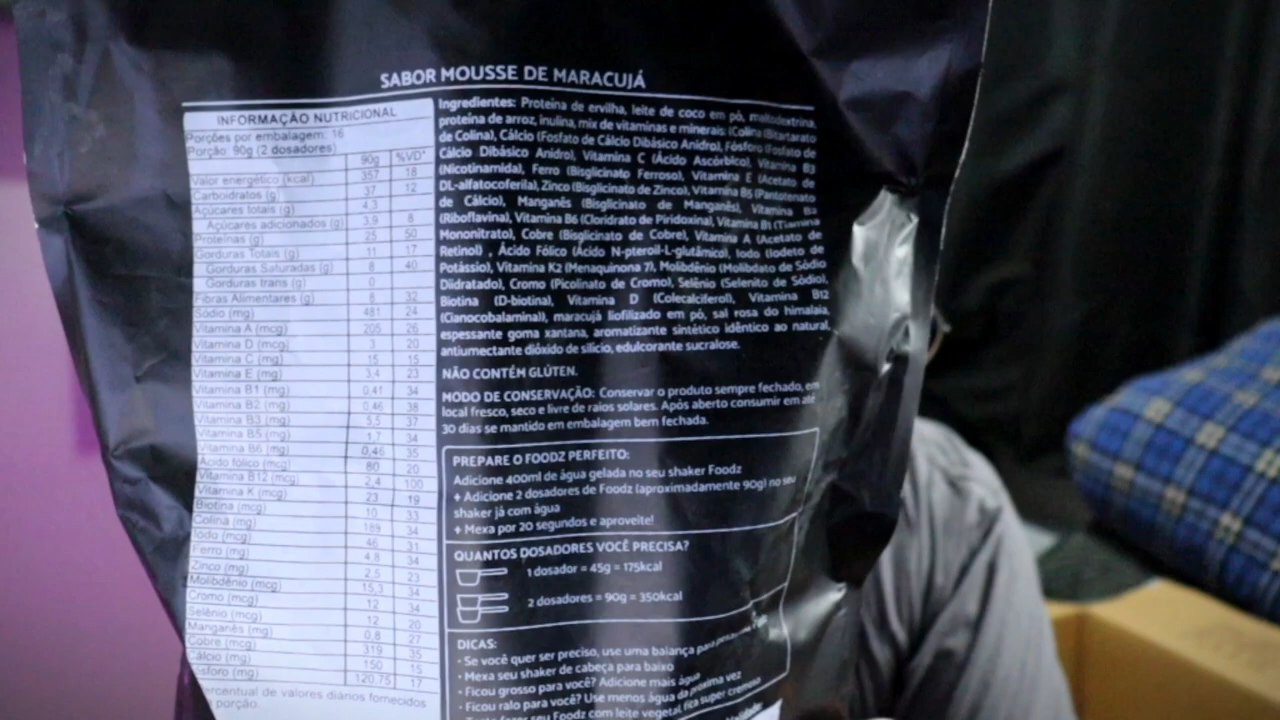 SABOR MOUSSE DE MARACUJÁ
INFORMAÇÃO NUTRICIONAL
Porções por embalagem: 16
Porção: 90g (2 dosadores)
90g %VD*
Valor energético (kcal) 357 18
Carboidratos (g) 37 12
Açúcares totais (g) 4,3
Açúcares adicionados (g) 3,9 8
Proteínas (g) 25 50
Gorduras Totais (g) 11 17
Gorduras Saturadas (g) 8 40
Gorduras trans (g) 0
Fibras Alimentares (g) 8 32
Sódio (mg) 481 24
Vitamina A (mcg) 205 26
Vitamina D (mcg) 3 20
Vitamina C (mg) 15 15
Vitamina E (mg) 3,4 23
Vitamina B1 (mg) 0,41 34
Vitamina B2 (mg) 0,46 38
Vitamina B3 (mg) 5,5 37
Vitamina B5 (mg) 1,7 34
Vitamina B6 (mg) 0,46 35
Ácido fólico (mcg) 80 20
Vitamina B12 (mcg) 2,4 100
Vitamina K (mcg) 23 19
Biotina (mcg) 10 33
Colina (mg) 189 34
Iodo (mcg) 46 31
Ferro (mg) 4,8 34
Zinco (mg) 2,5 23
Molibdênio (mcg) 15,3 34
Cromo (mcg) 12 34
Selênio (mcg) 12 20
Manganês (mg) 0,8 27
Cobre (mcg) 319 35
Cálcio (mg) 150 15
ósforo (mg) 120,75 17
ercentual de valores diários fornecidos
porção.
Ingredientes: Proteína de ervilha, leite de coco em pó, maltodextrina,
proteína de arroz, inulina, mix de vitaminas e minerais: (Colina (Bitartarato
de Colina), Cálcio (Fosfato de Cálcio Dibásico Anidro), Fósforo (Fosfato de
Cálcio Dibásico Anidro), Vitamina C (Ácido Ascórbico), Vitamina B3
(Nicotinamida), Ferro (Bisglicinato Ferroso), Vitamina E (Acetato de
DL-alfatocoferila), Zinco (Bisglicinato de Zinco), Vitamina B5 (Pantotenato
de Cálcio), Manganês (Bisglicinato de Manganês), Vitamina B2
(Riboflavina), Vitamina B6 (Cloridrato de Piridoxina), Vitamina B1 (Tiamina
Mononitrato), Cobre (Bisglicinato de Cobre), Vitamina A (Acetato de
Retinol) , Ácido Fólico (Ácido N-pteroil-L-glutâmico), Iodo (Iodeto de
Potássio), Vitamina K2 (Menaquinona 7), Molibdênio (Molibdato de Sódio
Diidratado), Cromo (Picolinato de Cromo), Selênio (Selenito de Sódio),
Biotina (D-biotina), Vitamina D (Colecalciferol), Vitamina B12
(Cianocobalamina)), maracujá liofilizado em pó, sal rosa do himalaia,
espessante goma xantana, aromatizante sintético idêntico ao natural,
antiumectante dióxido de silício, edulcorante sucralose.
NÃO CONTÉM GLÚTEN.
MODO DE CONSERVAÇÃO: Conservar o produto sempre fechado, em
local fresco, seco e livre de raios solares. Após aberto consumir em até
30 dias se mantido em embalagem bem fechada.
PREPARE O FOODZ PERFEITO:
Adicione 400ml de água gelada no seu shaker Foodz
+ Adicione 2 dosadores de Foodz (aproximadamente 90g) no seu
shaker já com água
+ Mexa por 20 segundos e aproveite!
QUANTOS DOSADORES VOCÊ PRECISA?
1 dosador = 45g = 175kcal
2 dosadores = 90g = 350kcal
DICAS:
• Se você quer ser preciso, use uma balança para
• Mexa seu shaker de cabeça para baixo
• Ficou grosso para você? Adicione mais água
• Ficou ralo para você? Use menos água da próxima vez
seu Foodz com leite vegetal, fica super cremoso